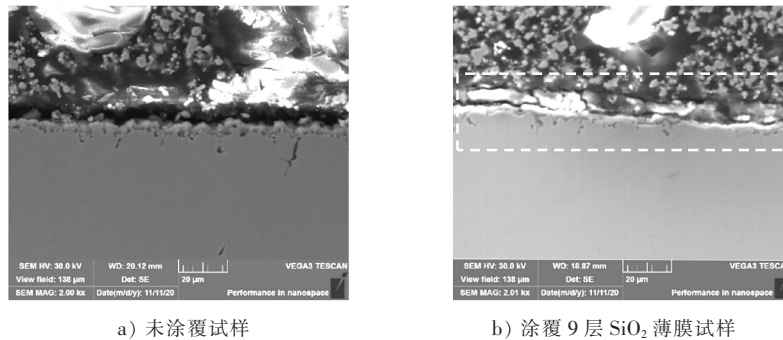 SEM HV: 30.0 kV WD: 20.12 mm VEGA3 TESCAN
View field: 138 μm Det: SE 20 μm
SEM MAG: 2.00 kx Date(m/d/y): 11/11/20 Performance in nanospace
SEM HV: 30.0 kV WD: 18.87 mm VEGA3 TESCAN
View field: 138 μm Det: SE 20 μm
SEM MAG: 2.01 kx Date(m/d/y): 11/11/20 Performance in nanospace
a) 未涂覆试样
b) 涂覆 9 层 SiO₂ 薄膜试样